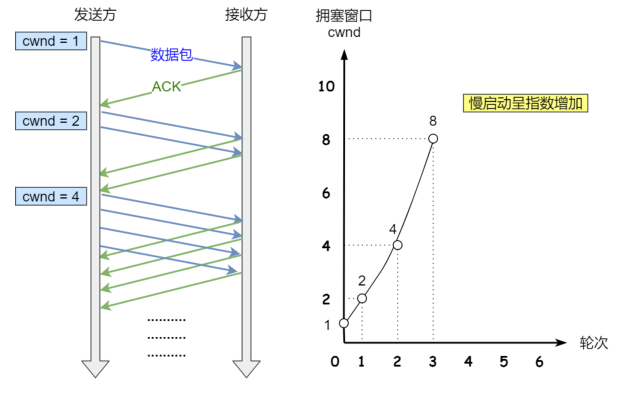 发送方
接收方
cwnd = 1
数据包
ACK
cwnd = 2
cwnd = 4
..........
..........
..........
拥塞窗口
cwnd
慢启动呈指数增加
10
8
8
6
4
4
2
2
1
0 1 2 3 4 5 6
轮次